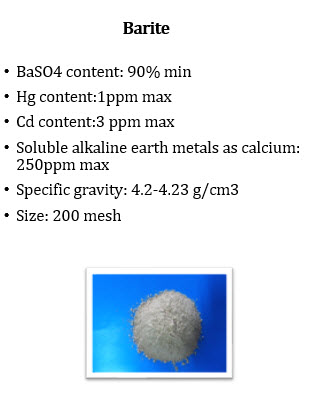 Barite
• BaSO4 content: 90% min
• Hg content:1ppm max
• Cd content:3 ppm max
• Soluble alkaline earth metals as calcium:
250ppm max
• Specific gravity: 4.2-4.23 g/cm3
• Size: 200 mesh